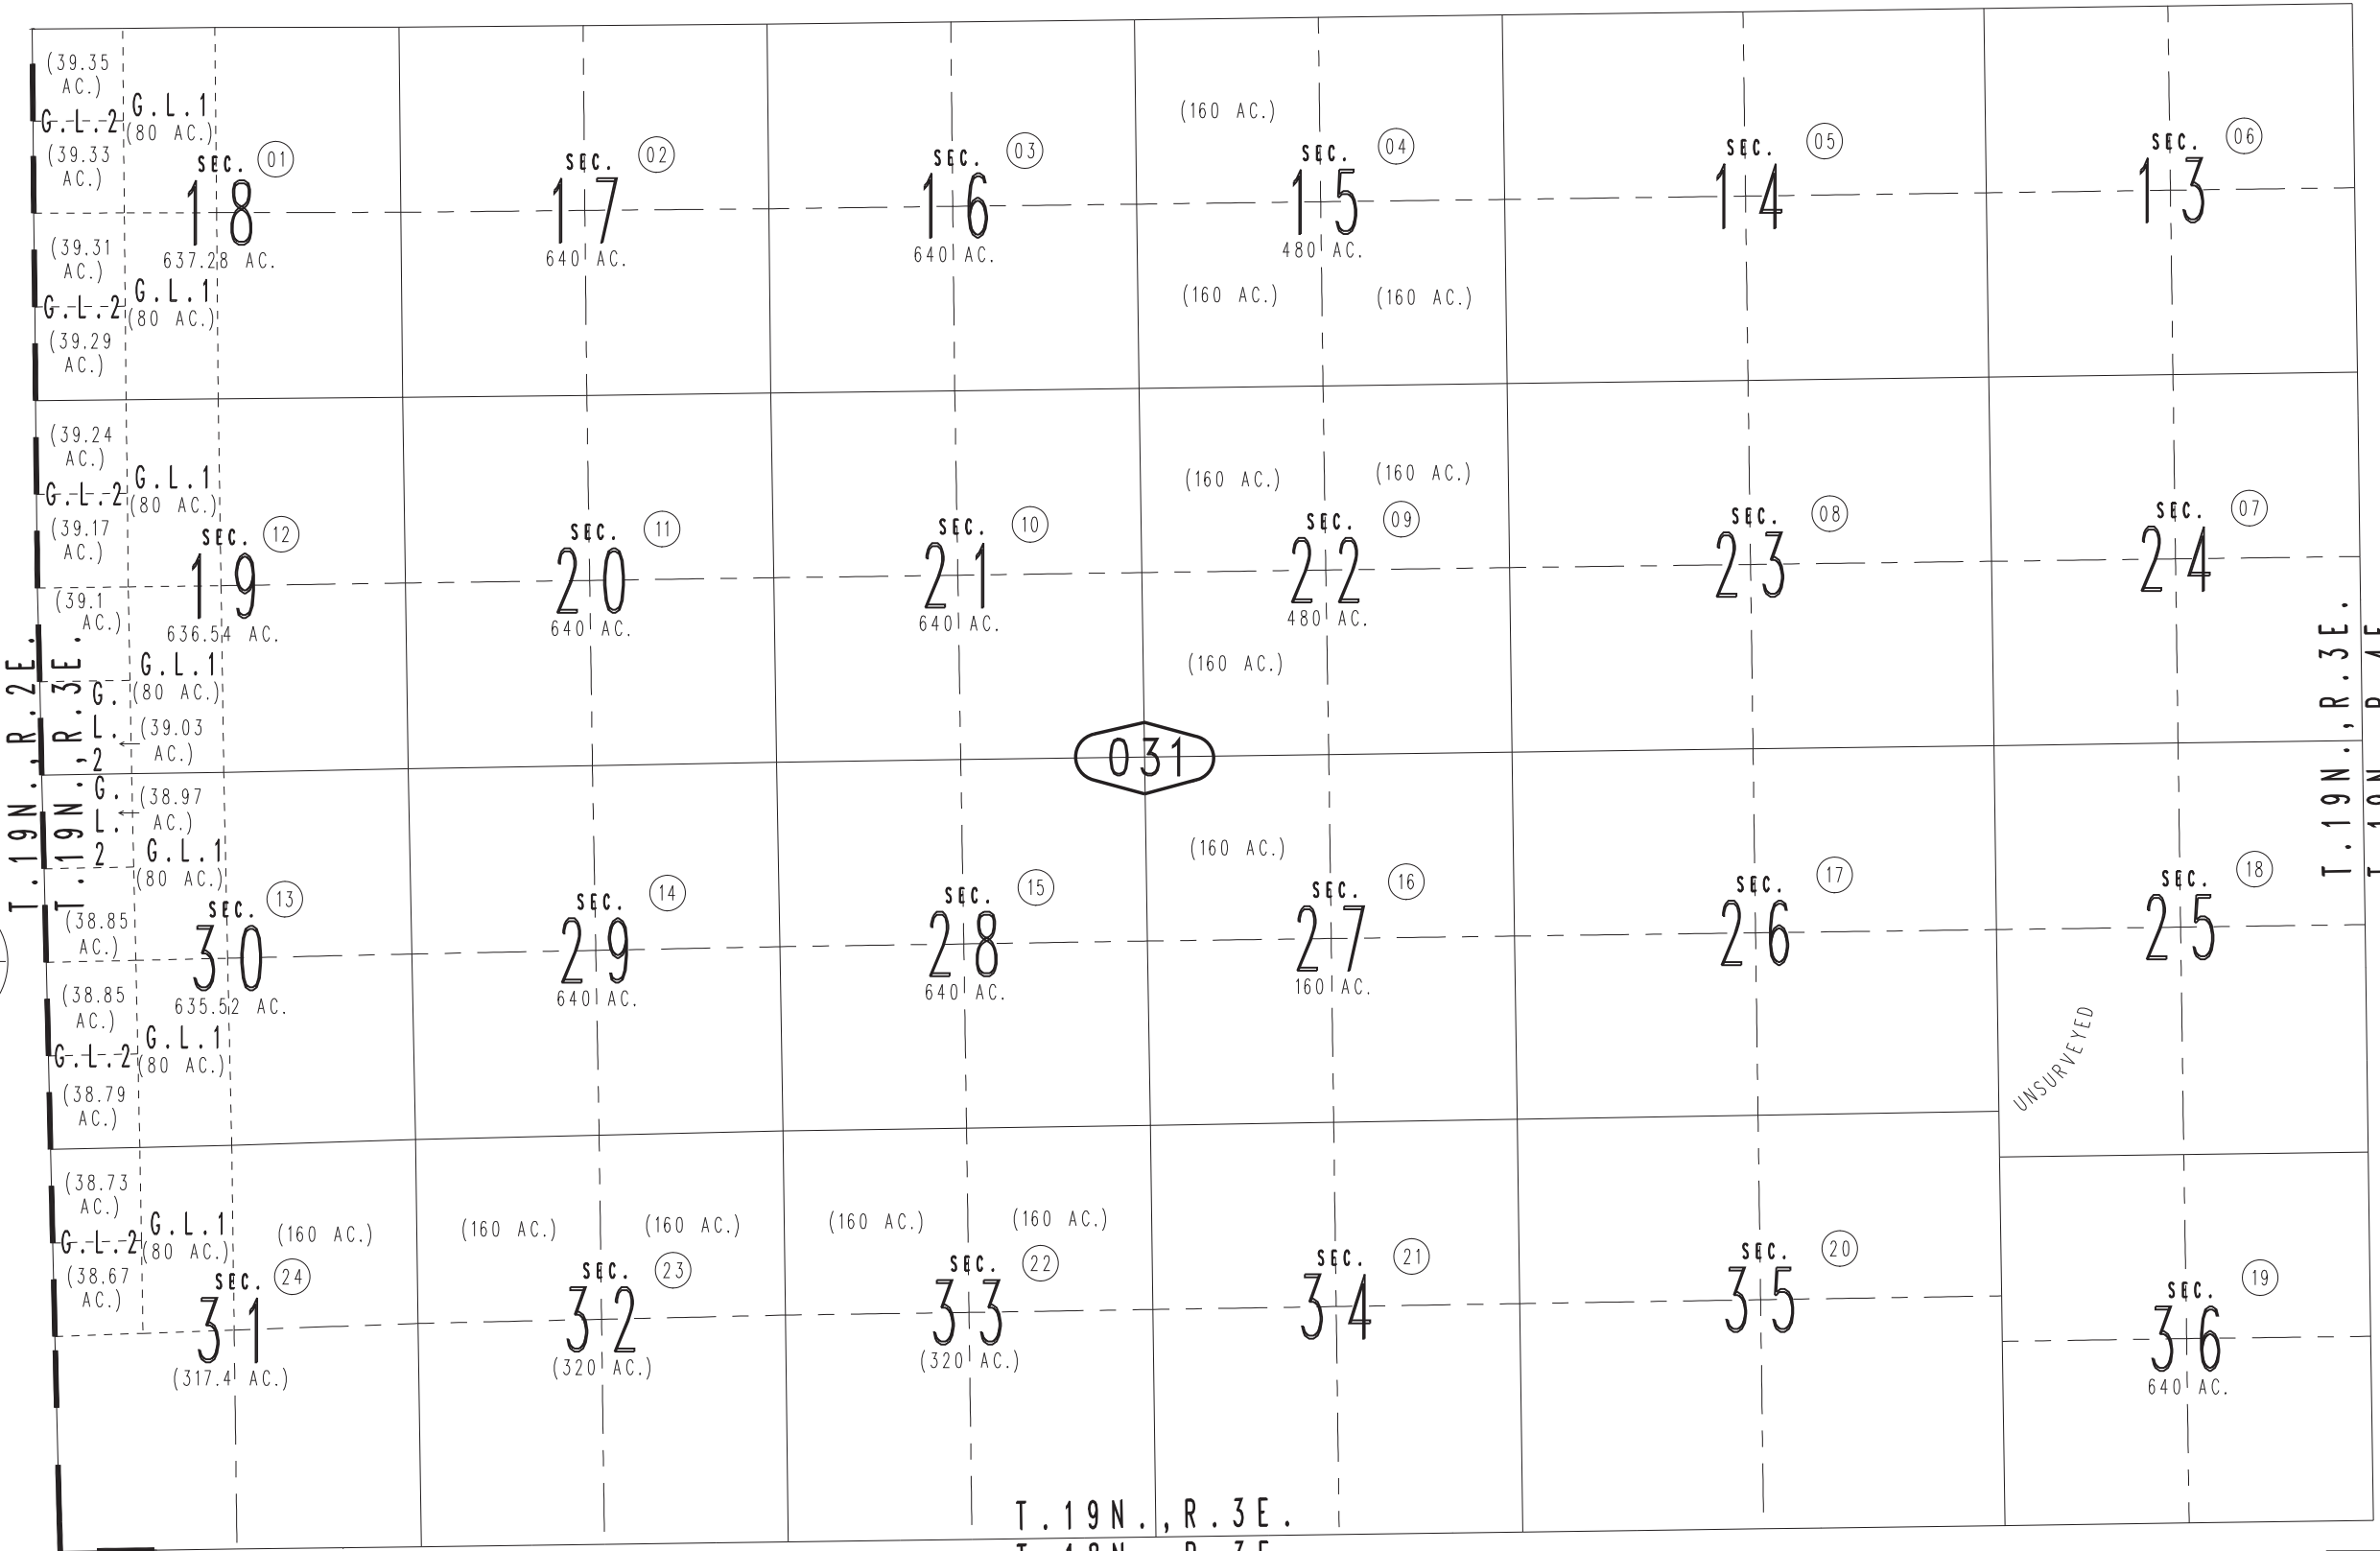 (39.35
AC.)
G.L.2
(39.33
AC.)
G.L.1
(80 AC.)
SEC.
01
18
637.28 AC.
(39.31
AC.)
G.L.2
(39.29
AC.)
G.L.1
(80 AC.)
SEC.
02
17
640 AC.
SEC.
03
16
640 AC.
(160 AC.)
SEC.
04
15
480 AC.
(160 AC.)
(160 AC.)
SEC.
05
14
SEC.
06
13
(39.24
AC.)
G.L.2
(39.17
AC.)
G.L.1
(80 AC.)
SEC.
12
19
636.54 AC.
(39.1
AC.)
G.L.1
(80 AC.)
G.
L.
2
(39.03
AC.)
SEC.
11
20
640 AC.
SEC.
10
21
640 AC.
(160 AC.)
(160 AC.)
SEC.
09
22
480 AC.
(160 AC.)
SEC.
08
23
SEC.
07
24
T.19N.,R.2E.
T.19N.,R.3E.
031
T.19N.,R.3E.
G.
L.
2
(38.97
AC.)
G.L.1
(80 AC.)
(38.85
AC.)
SEC.
13
30
635.52 AC.
(38.85
AC.)
G.L.2
(38.79
AC.)
G.L.1
(80 AC.)
SEC.
14
29
640 AC.
SEC.
15
28
640 AC.
(160 AC.)
SEC.
16
27
160 AC.
SEC.
17
26
SEC.
18
25
UNSURVEYED
(38.73
AC.)
G.L.2
(38.67
AC.)
G.L.1
(80 AC.)
(160 AC.)
SEC.
24
31
(317.4 AC.)
(160 AC.)
(160 AC.)
SEC.
23
32
(320 AC.)
(160 AC.)
(160 AC.)
SEC.
22
33
(320 AC.)
SEC.
21
34
SEC.
20
35
SEC.
19
36
640 AC.
T.19N.,R.3E.